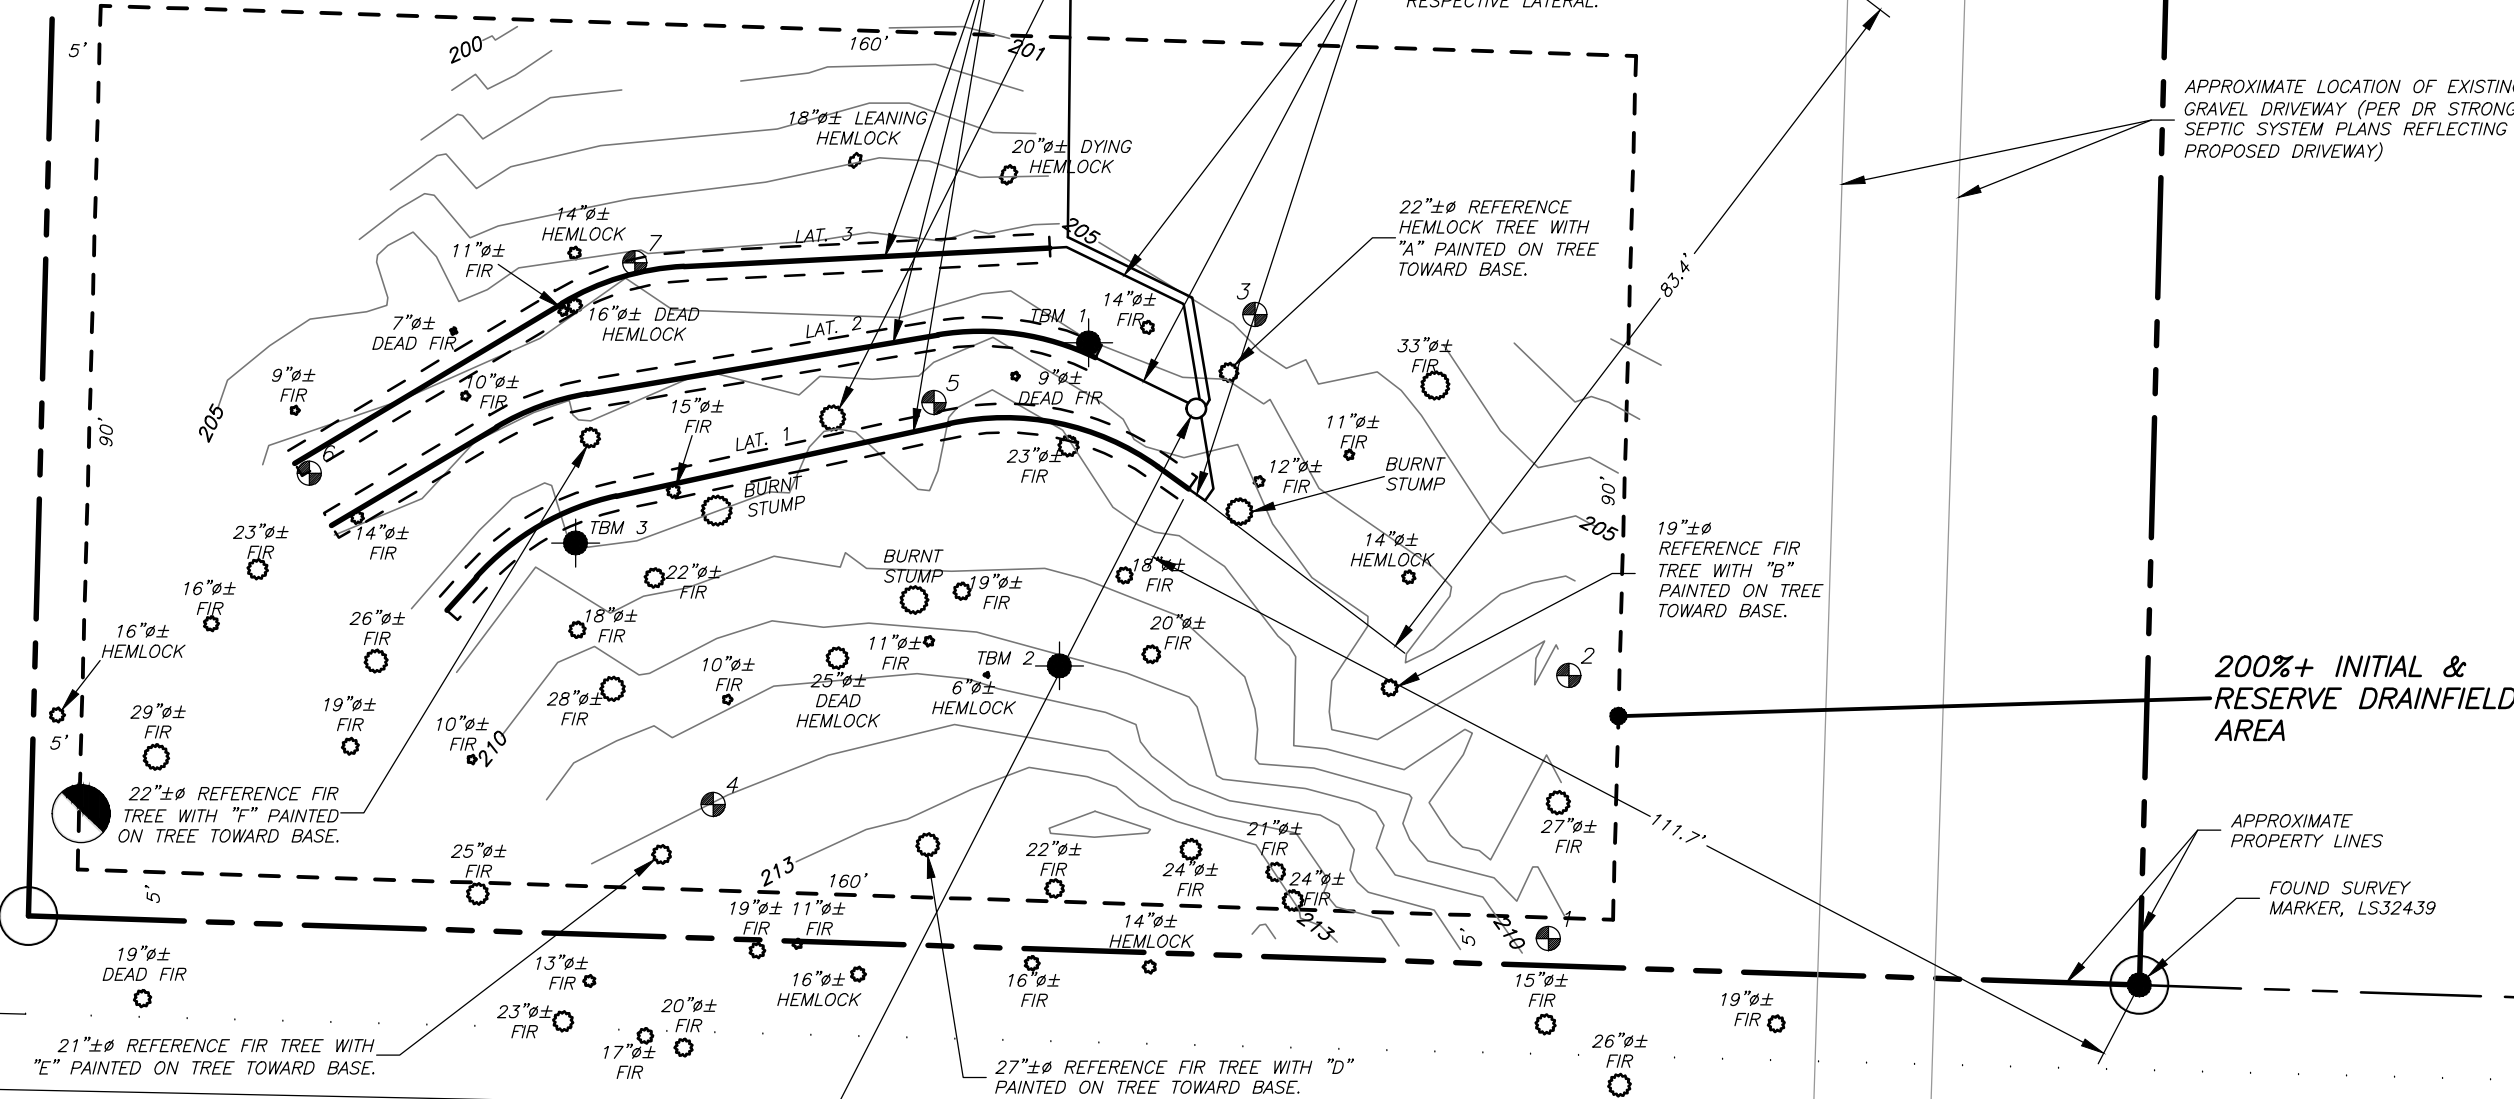 RESPECTIVE LATERAL.
5'
200
160'
201
APPROXIMATE LOCATION OF EXISTING
GRAVEL DRIVEWAY (PER DR STRONG
SEPTIC SYSTEM PLANS REFLECTING
PROPOSED DRIVEWAY)
18"ø± LEANING
HEMLOCK
20"ø± DYING
HEMLOCK
14"ø±
HEMLOCK
7
LAT. 3
205
22"±ø REFERENCE
HEMLOCK TREE WITH
"A" PAINTED ON TREE
TOWARD BASE.
83.4'
11"ø±
FIR
16"ø± DEAD
HEMLOCK
7"ø±
DEAD FIR
LAT. 2
TBM 1
14"ø±
FIR
3
33"ø±
FIR
9"ø±
FIR
10"ø±
FIR
205
90'
15"ø±
FIR
5
9"ø±
DEAD FIR
11"ø±
FIR
6
LAT. 1
23"ø±
FIR
12"ø±
FIR
BURNT
STUMP
90'
BURNT
STUMP
23"ø±
FIR
14"ø±
FIR
TBM 3
205
19"±ø
REFERENCE FIR
TREE WITH "B"
PAINTED ON TREE
TOWARD BASE.
14"ø±
HEMLOCK
16"ø±
FIR
22"ø±
FIR
BURNT
STUMP
19"ø±
FIR
18"ø±
FIR
16"ø±
HEMLOCK
26"ø±
FIR
18"ø±
FIR
11"ø±
FIR
20"ø±
FIR
TBM 2
2
200%+ INITIAL &
RESERVE DRAINFIELD
AREA
10"ø±
FIR
25"ø±
DEAD
HEMLOCK
6"ø±
HEMLOCK
28"ø±
FIR
29"ø±
FIR
19"ø±
FIR
10"ø±
FIR
210
5'
22"±ø REFERENCE FIR
TREE WITH "F" PAINTED
ON TREE TOWARD BASE.
4
27"ø±
FIR
111.7'
APPROXIMATE
PROPERTY LINES
25"ø±
FIR
213
160'
22"ø±
FIR
24"ø±
FIR
21"ø±
FIR
24"ø±
FIR
5'
FOUND SURVEY
MARKER, LS32439
19"ø±
FIR
11"ø±
FIR
14"ø±
HEMLOCK
213
5'
210
1
19"ø±
DEAD FIR
13"ø±
FIR
16"ø±
HEMLOCK
16"ø±
FIR
15"ø±
FIR
19"ø±
FIR
23"ø±
FIR
20"ø±
FIR
17"ø±
FIR
26"ø±
FIR
21"±ø REFERENCE FIR TREE WITH
"E" PAINTED ON TREE TOWARD BASE.
27"±ø REFERENCE FIR TREE WITH "D"
PAINTED ON TREE TOWARD BASE.